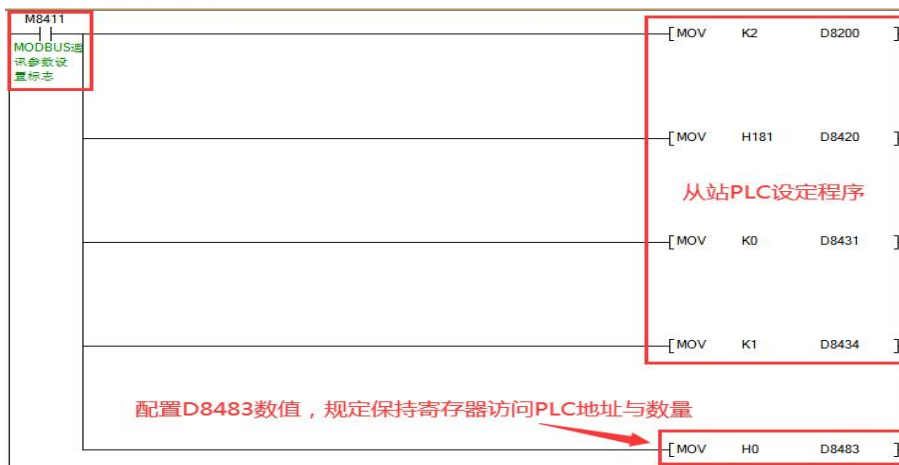 M8411
MODBUS通
讯参数设
置标志
[MOV K2 D8200 ]
[MOV H181 D8420 ]
从站PLC设定程序
[MOV K0 D8431 ]
[MOV K1 D8434 ]
配置D8483数值，规定保持寄存器访问PLC地址与数量
[MOV H0 D8483 ]